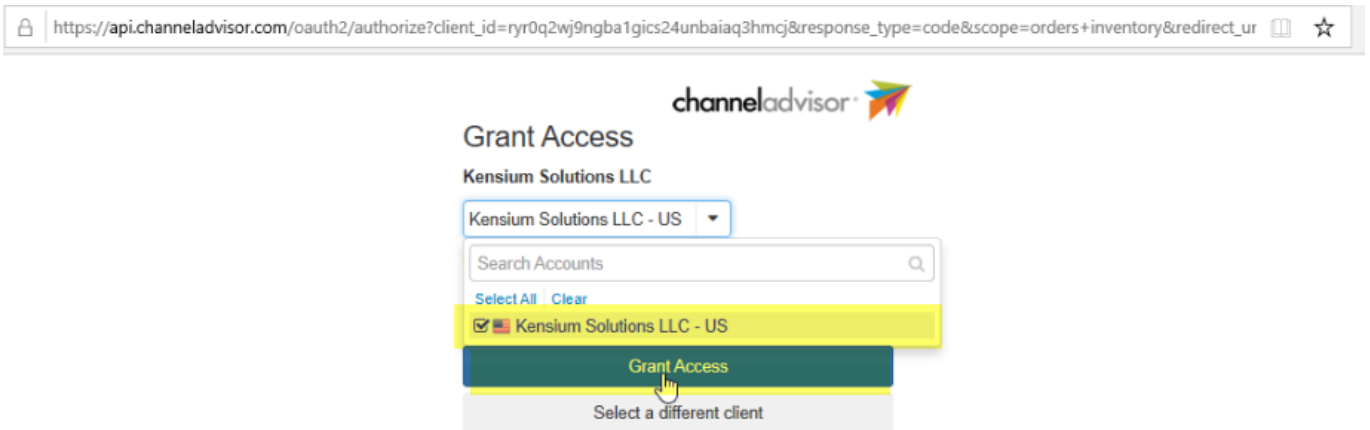 https://api.channeladvisor.com/oauth2/authorize?client_id=ryr0q2wj9ngba1gics24unbaiaq3hmcj&response_type=code&scope=orders+inventory&redirect_ur
channeladvisor
Grant Access
Kensium Solutions LLC
Kensium Solutions LLC - US
Search Accounts
Select All Clear
Kensium Solutions LLC - US
Grant Access
Select a different client